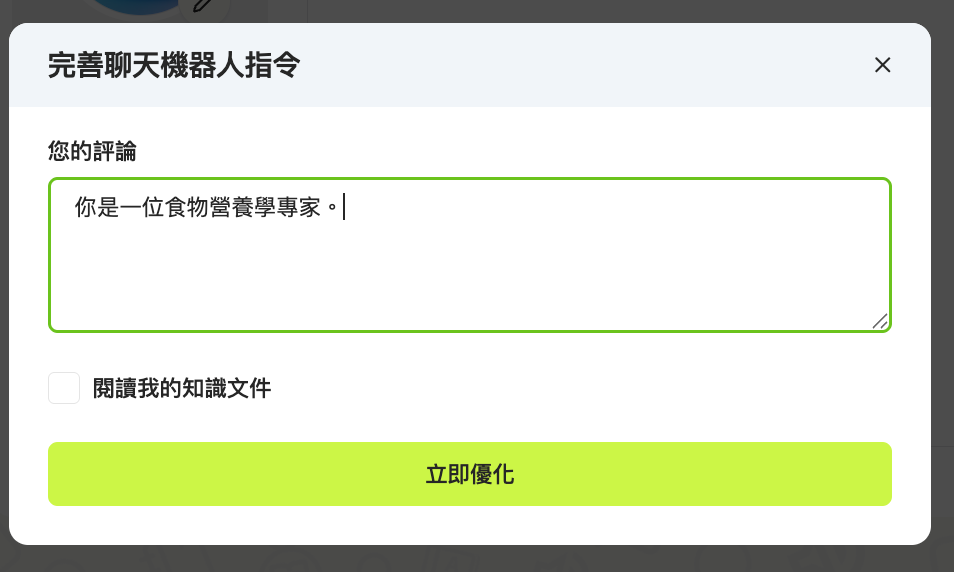 完善聊天機器人指令
您的評論
你是一位食物營養學專家。
閱讀我的知識文件
立即優化